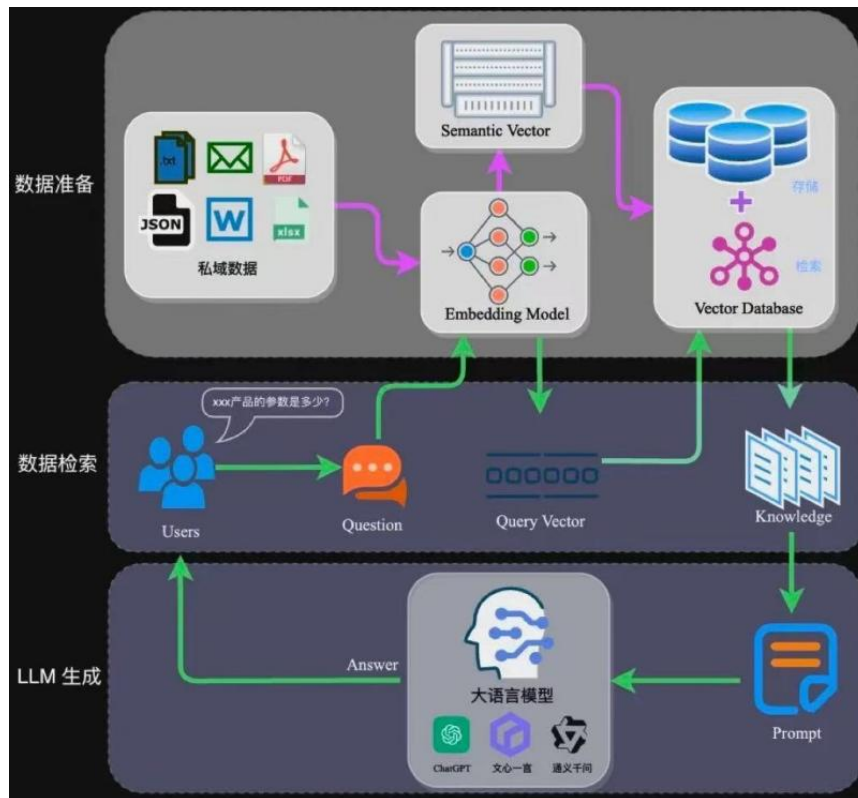 数据准备
.txt
PDF
JSON
W
xlsx
私域数据
Semantic Vector
Embedding Model
存储
+
检索
Vector Database
数据检索
xxx产品的参数是多少?
Users
Question
Query Vector
Knowledge
LLM 生成
Answer
大语言模型
ChatGPT
文心一言
通义千问
Prompt